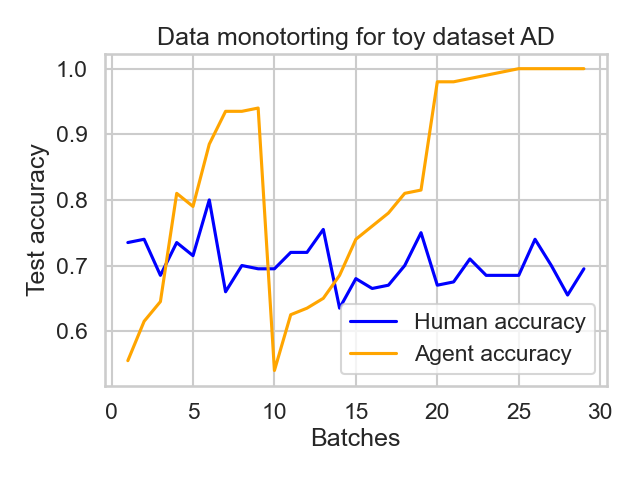 Data monotorting for toy dataset AD
Test accuracy
1.0
0.9
0.8
0.7
0.6
Human accuracy
Agent accuracy
0 5 10 15 20 25 30
Batches